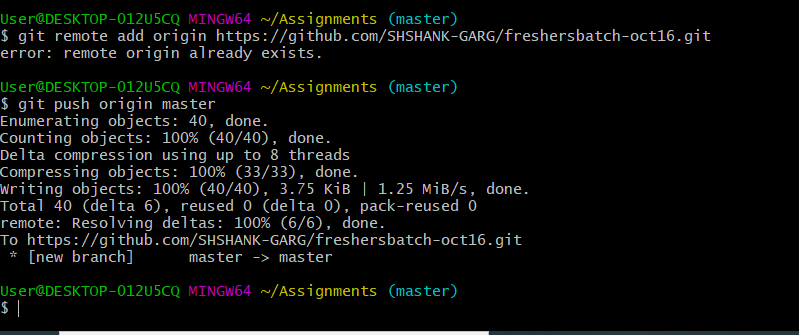 User@DESKTOP-012U5CQ MINGW64 ~/Assignments (master)
$ git remote add origin https://github.com/SHSHANK-GARG/freshersbatch-oct16.git
error: remote origin already exists.
User@DESKTOP-012U5CQ MINGW64 ~/Assignments (master)
$ git push origin master
Enumerating objects: 40, done.
Counting objects: 100% (40/40), done.
Delta compression using up to 8 threads
Compressing objects: 100% (33/33), done.
Writing objects: 100% (40/40), 3.75 KiB | 1.25 MiB/s, done.
Total 40 (delta 6), reused 0 (delta 0), pack-reused 0
remote: Resolving deltas: 100% (6/6), done.
To https://github.com/SHSHANK-GARG/freshersbatch-oct16.git
 * [new branch]      master -> master
User@DESKTOP-012U5CQ MINGW64 ~/Assignments (master)
$